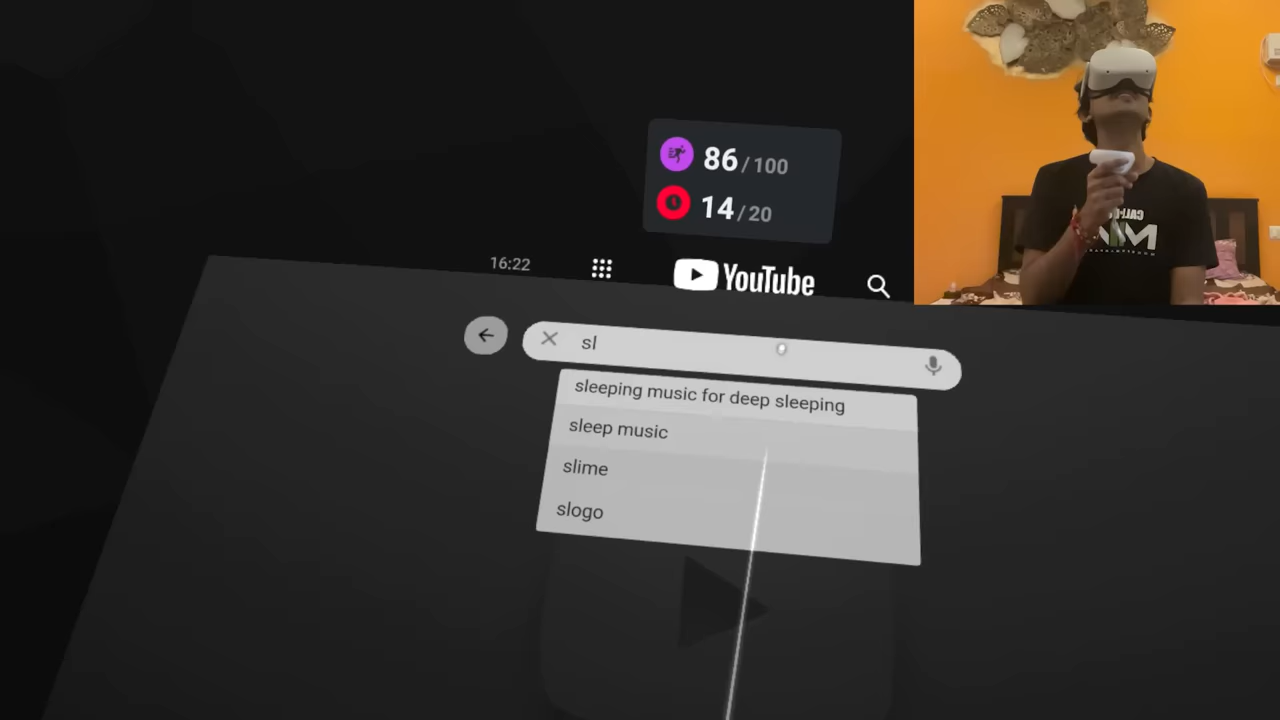 86/100
14/20
16:22
YouTube
sl
sleeping music for deep sleeping
sleep music
slime
slogo